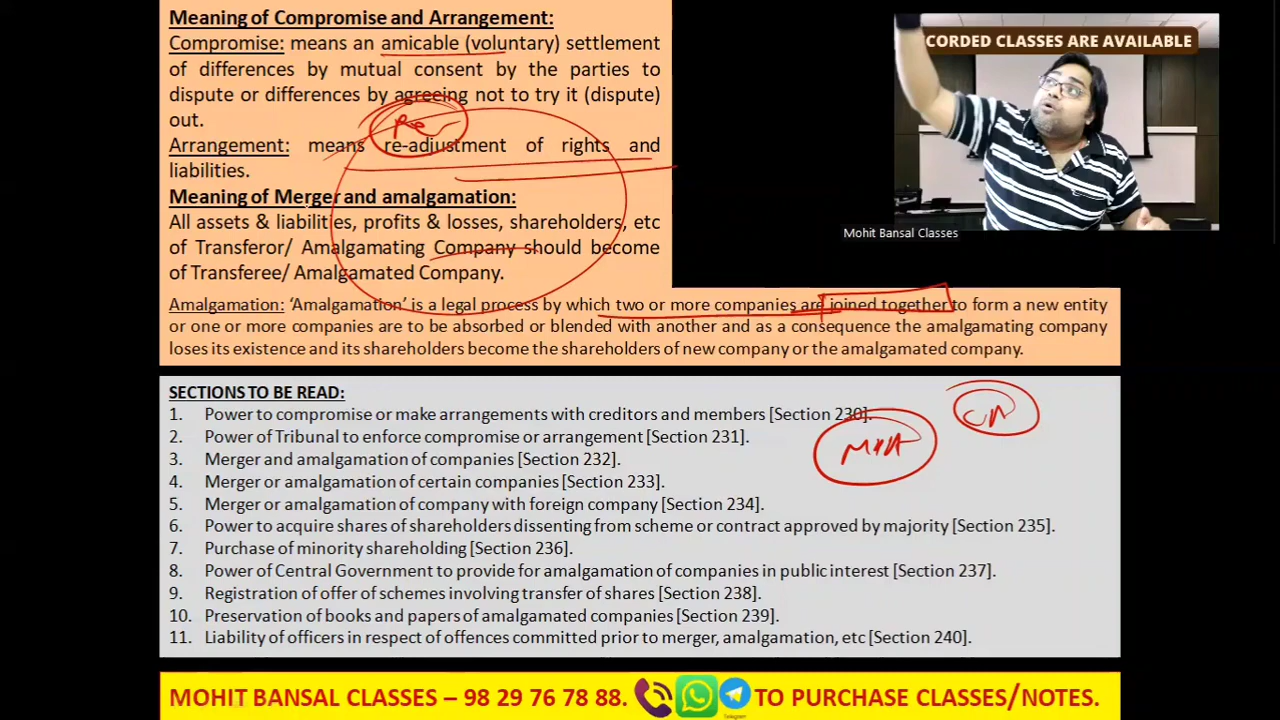 Meaning of Compromise and Arrangement:
Compromise: means an amicable (voluntary) settlement
of differences by mutual consent by the parties to
dispute or differences by agreeing not to try it (dispute)
out.
Re
Arrangement: means re-adjustment of rights and
liabilities.
Meaning of Merger and amalgamation:
All assets & liabilities, profits & losses, shareholders, etc
of Transferor/ Amalgamating Company should become
of Transferee/ Amalgamated Company.
CORDED CLASSES ARE AVAILABLE
Mohit Bansal Classes
Amalgamation: ‘Amalgamation’ is a legal process by which two or more companies are joined together to form a new entity
or one or more companies are to be absorbed or blended with another and as a consequence the amalgamating company
loses its existence and its shareholders become the shareholders of new company or the amalgamated company.
SECTIONS TO BE READ:
1. Power to compromise or make arrangements with creditors and members [Section 230].
2. Power of Tribunal to enforce compromise or arrangement [Section 231].
3. Merger and amalgamation of companies [Section 232].
4. Merger or amalgamation of certain companies [Section 233].
5. Merger or amalgamation of company with foreign company [Section 234].
6. Power to acquire shares of shareholders dissenting from scheme or contract approved by majority [Section 235].
7. Purchase of minority shareholding [Section 236].
8. Power of Central Government to provide for amalgamation of companies in public interest [Section 237].
9. Registration of offer of schemes involving transfer of shares [Section 238].
10. Preservation of books and papers of amalgamated companies [Section 239].
11. Liability of officers in respect of offences committed prior to merger, amalgamation, etc [Section 240].
MOHIT BANSAL CLASSES – 98 29 76 78 88.
Telegram
TO PURCHASE CLASSES/NOTES.